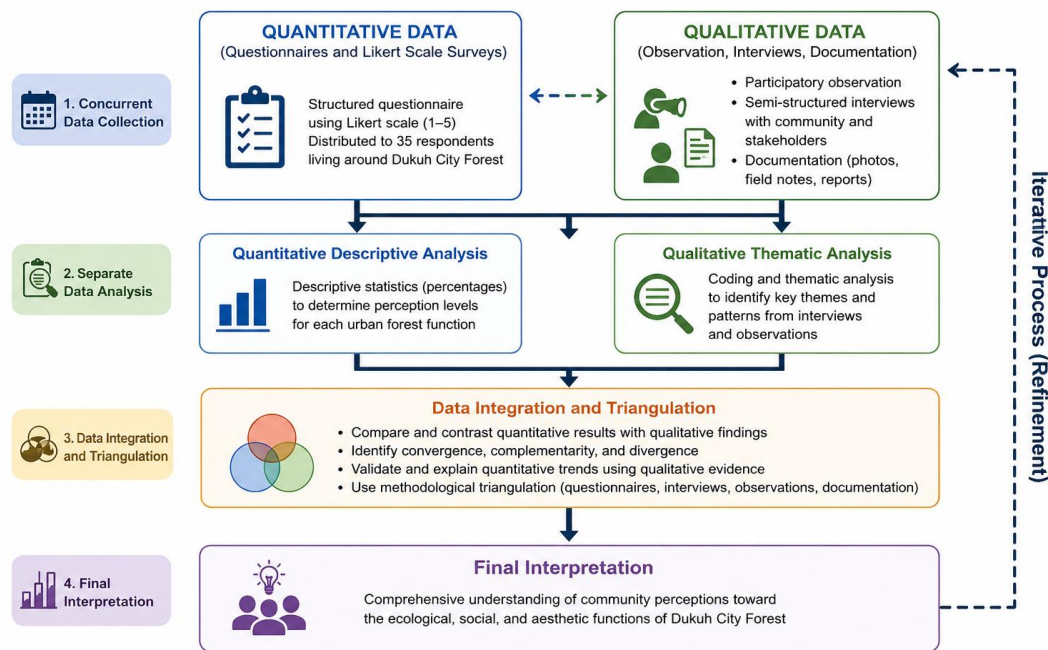 QUANTITATIVE DATA
(Questionnaires and Likert Scale Surveys)
Structured questionnaire
using Likert scale (1–5)
Distributed to 35 respondents
living around Dukuh City Forest
QUALITATIVE DATA
(Observation, Interviews, Documentation)
• Participatory observation
• Semi-structured interviews
with community and
stakeholders
• Documentation (photos,
field notes, reports)
1. Concurrent
Data Collection
2. Separate
Data Analysis
Quantitative Descriptive Analysis
Descriptive statistics (percentages)
to determine perception levels
for each urban forest function
Qualitative Thematic Analysis
Coding and thematic analysis
to identify key themes and
patterns from interviews
and observations
3. Data Integration
and Triangulation
Data Integration and Triangulation
• Compare and contrast quantitative results with qualitative findings
• Identify convergence, complementarity, and divergence
• Validate and explain quantitative trends using qualitative evidence
• Use methodological triangulation (questionnaires, interviews, observations, documentation)
4. Final
Interpretation
Final Interpretation
Comprehensive understanding of community perceptions toward
the ecological, social, and aesthetic functions of Dukuh City Forest
Iteratiive Process (Refinement)